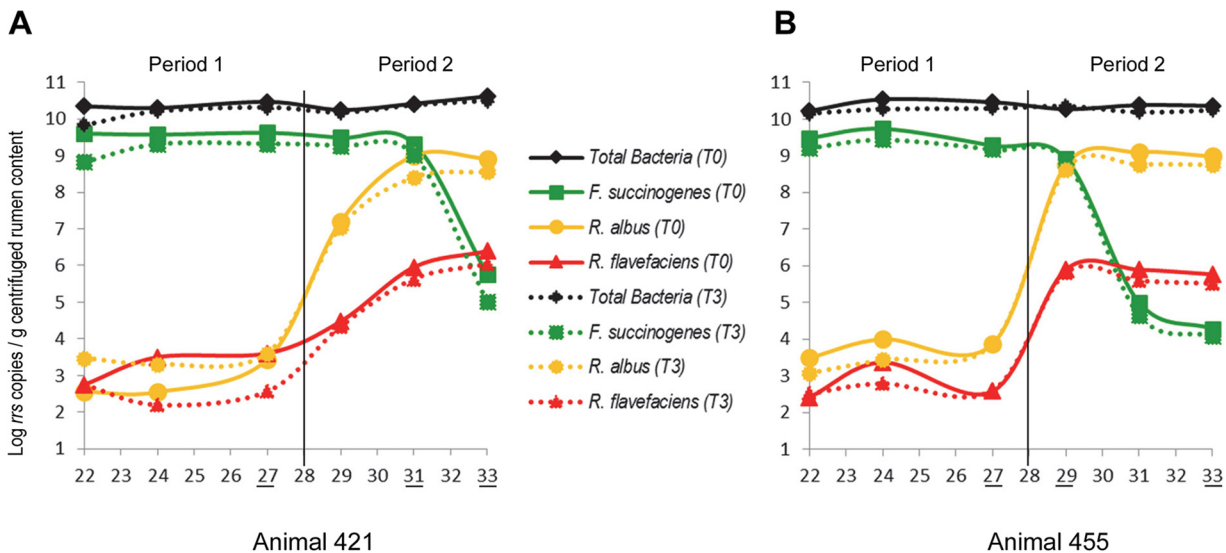 A
B
Period 1 Period 2
Period 1 Period 2
Log rrs copies / g centrifuged rumen content
11
10
9
8
7
6
5
4
3
2
1
22 23 24 25 26 27 28 29 30 31 32 33
Animal 421
Total Bacteria (T0)
F. succinogenes (T0)
R. albus (T0)
R. flavefaciens (T0)
Total Bacteria (T3)
F. succinogenes (T3)
R. albus (T3)
R. flavefaciens (T3)
11
10
9
8
7
6
5
4
3
2
1
22 23 24 25 26 27 28 29 30 31 32 33
Animal 455